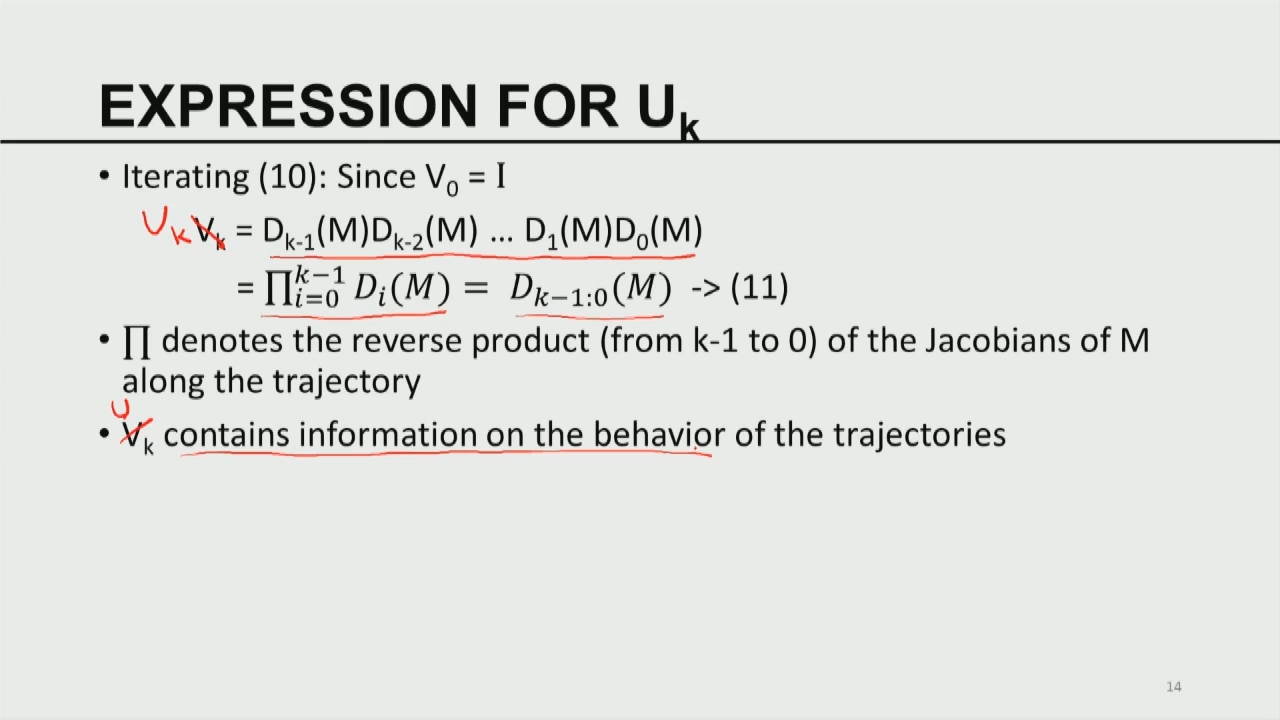 EXPRESSION FOR Uk
• Iterating (10): Since V0 = I
Uk Vk = Dk-1(M)Dk-2(M) ... D1(M)D0(M)
= ∏_{i=0}^{k−1} Di(M) = Dk−1:0(M) -> (11)
• ∏ denotes the reverse product (from k-1 to 0) of the Jacobians of M
along the trajectory
U
• Vk contains information on the behavior of the trajectories
14